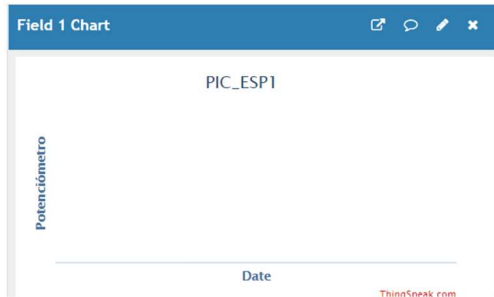 Field 1 Chart
PIC_ESP1
Potenciómetro
Date
ThingSpeak.com